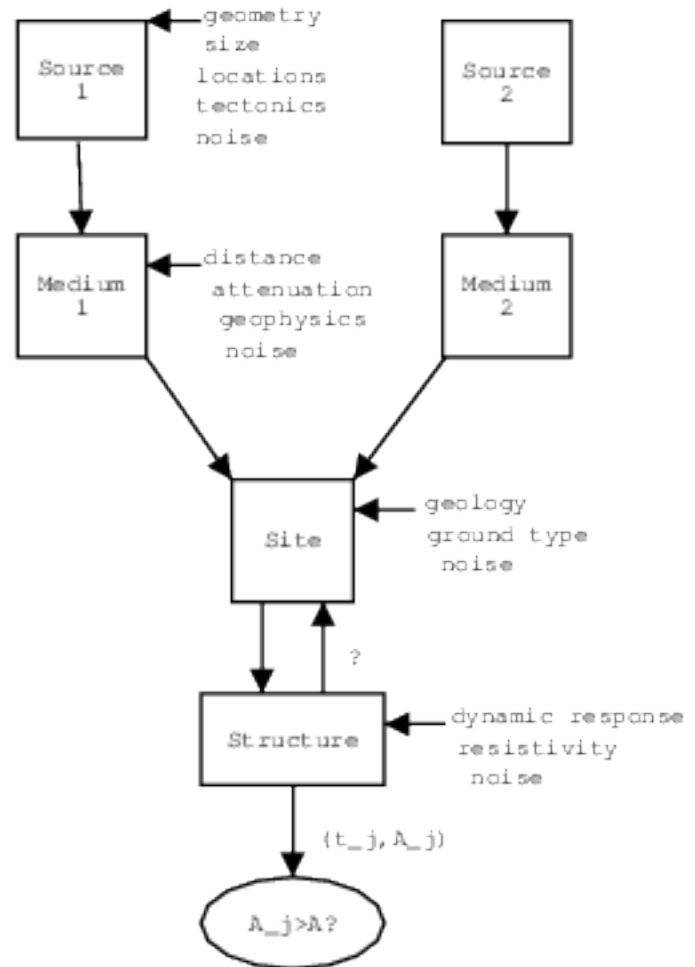 Source
1
geometry
size
locations
tectonics
noise
Source
2
Medium
1
distance
attenuation
geophysics
noise
Medium
2
Site
geology
ground type
noise
?
Structure
dynamic response
resistivity
noise
(t_j,A_j)
A_j>A?